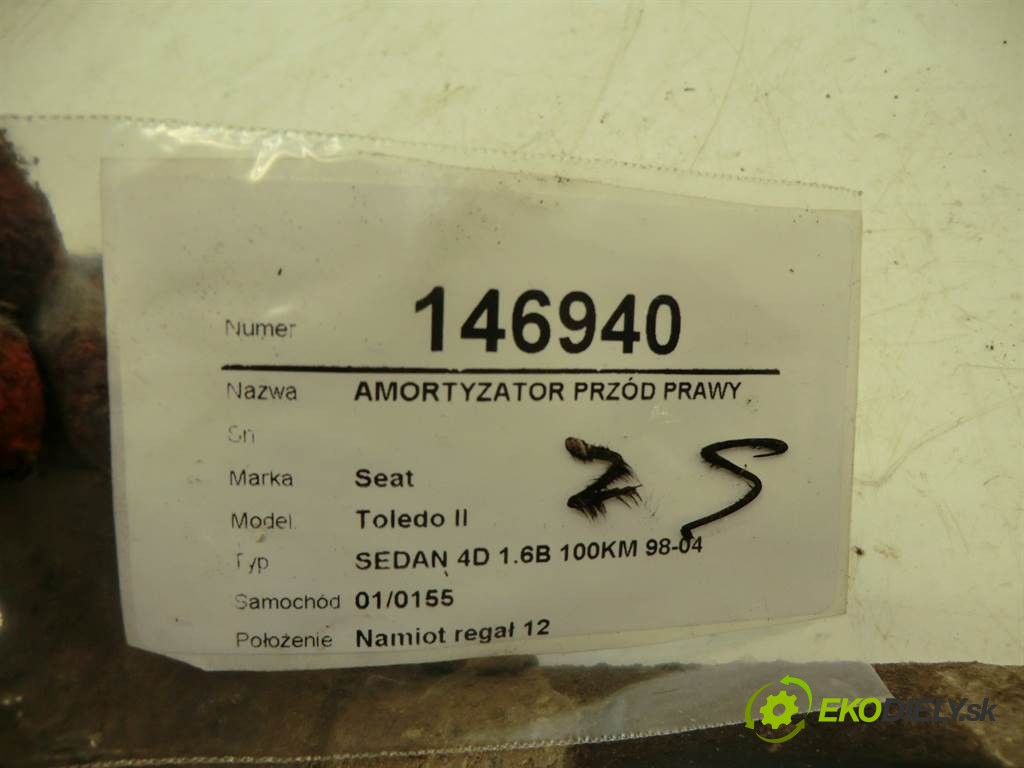 Numer 146940
Nazwa AMORTYZATOR PRZÓD PRAWY
Sn
Marka Seat
Model Toledo II
Typ SEDAN 4D 1.6B 100KM 98-04
Samochód 01/0155
Położenie Namiot regał 12
EKODIELY.sk